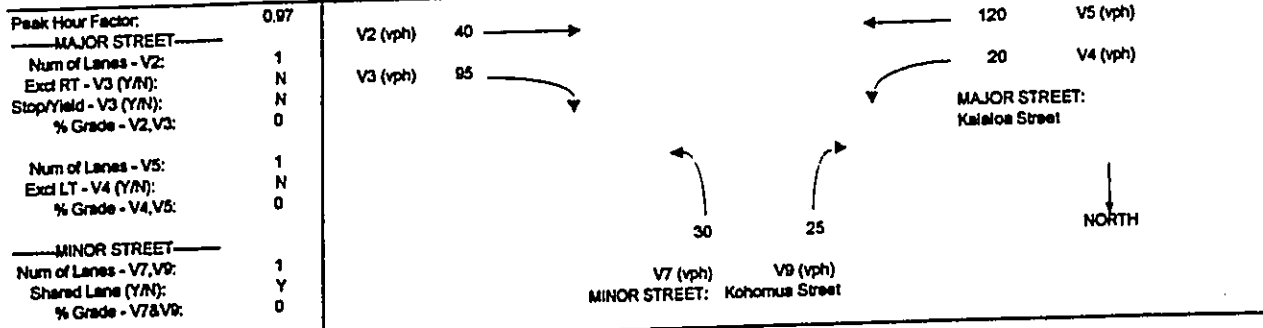 Peak Hour Factor: 0.97
MAJOR STREET
Num of Lanes - V2: 1
Excl RT - V3 (Y/N): N
Stop/Yield - V3 (Y/N): N
% Grade - V2,V3: 0
Num of Lanes - V5: 1
Excl LT - V4 (Y/N): N
% Grade - V4,V5: 0
MINOR STREET
Num of Lanes - V7,V9: 1
Shared Lane (Y/N): Y
% Grade - V7&V9: 0
V2 (vph) 40
V3 (vph) 95
120 V5 (vph)
20 V4 (vph)
MAJOR STREET:
Kalaloa Street
NORTH
30 25
V7 (vph) V9 (vph)
MINOR STREET: Kohomua Street